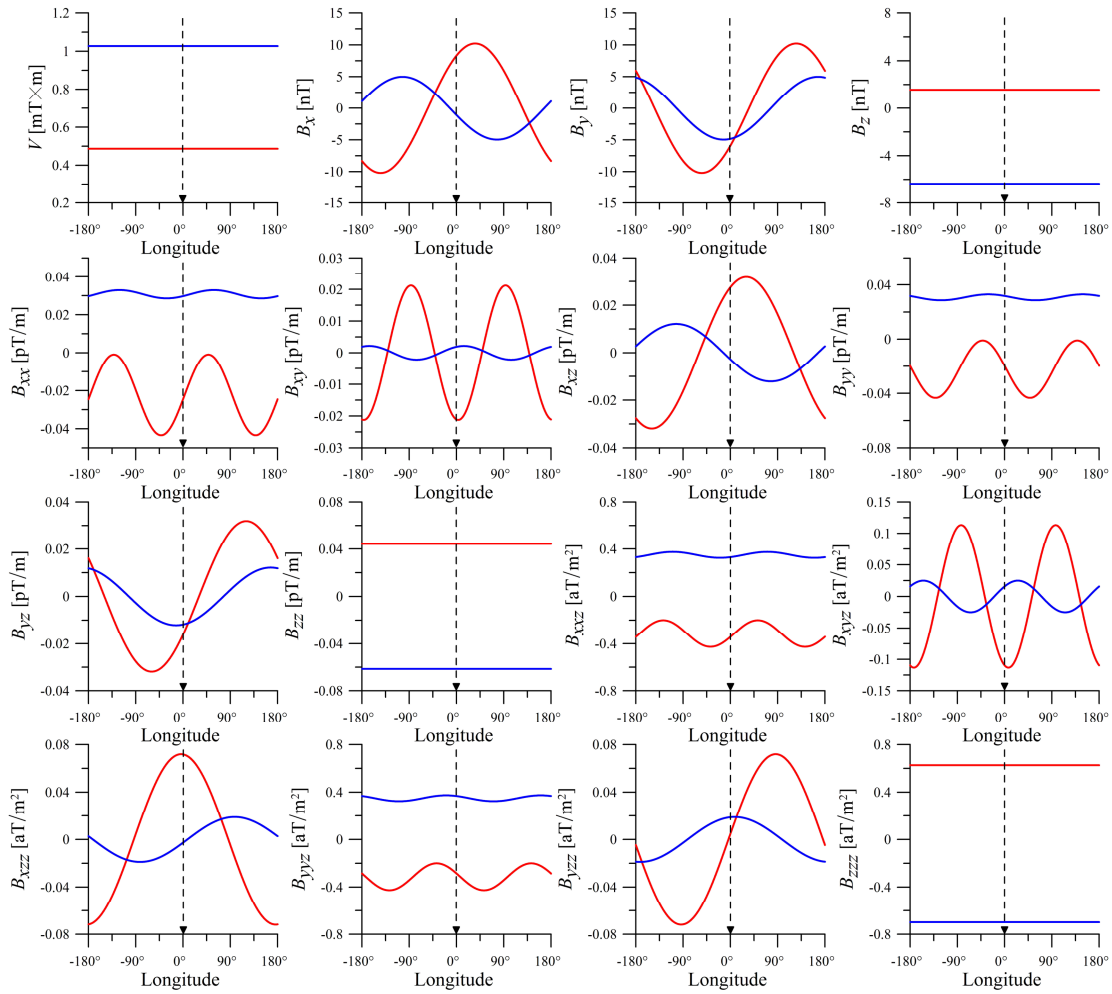 V [mT×m]
1.2
1
0.8
0.6
0.4
0.2
-180° -90° 0° 90° 180°
Longitude
Bx [nT]
15
10
5
0
-5
-10
-15
-180° -90° 0° 90° 180°
Longitude
By [nT]
15
10
5
0
-5
-10
-15
-180° -90° 0° 90° 180°
Longitude
Bz [nT]
8
4
0
-4
-8
-180° -90° 0° 90° 180°
Longitude
Bxx [pT/m]
0.04
0
-0.04
-180° -90° 0° 90° 180°
Longitude
Bxy [pT/m]
0.03
0.02
0.01
0
-0.01
-0.02
-0.03
-180° -90° 0° 90° 180°
Longitude
Bxz [pT/m]
0.04
0.02
0
-0.02
-0.04
-180° -90° 0° 90° 180°
Longitude
Byy [pT/m]
0.04
0
-0.04
-0.08
-180° -90° 0° 90° 180°
Longitude
Byz [pT/m]
0.04
0.02
0
-0.02
-0.04
-180° -90° 0° 90° 180°
Longitude
Bzz [pT/m]
0.08
0.04
0
-0.04
-0.08
-180° -90° 0° 90° 180°
Longitude
Bxxz [aT/m²]
0.8
0.4
0
-0.4
-0.8
-180° -90° 0° 90° 180°
Longitude
Bxyz [aT/m²]
0.15
0.1
0.05
0
-0.05
-0.1
-0.15
-180° -90° 0° 90° 180°
Longitude
Bxzz [aT/m²]
0.08
0.04
0
-0.04
-0.08
-180° -90° 0° 90° 180°
Longitude
Byyz [aT/m²]
0.8
0.4
0
-0.4
-0.8
-180° -90° 0° 90° 180°
Longitude
Byzz [aT/m²]
0.08
0.04
0
-0.04
-0.08
-180° -90° 0° 90° 180°
Longitude
Bzzz [aT/m²]
0.8
0.4
0
-0.4
-0.8
-180° -90° 0° 90° 180°
Longitude